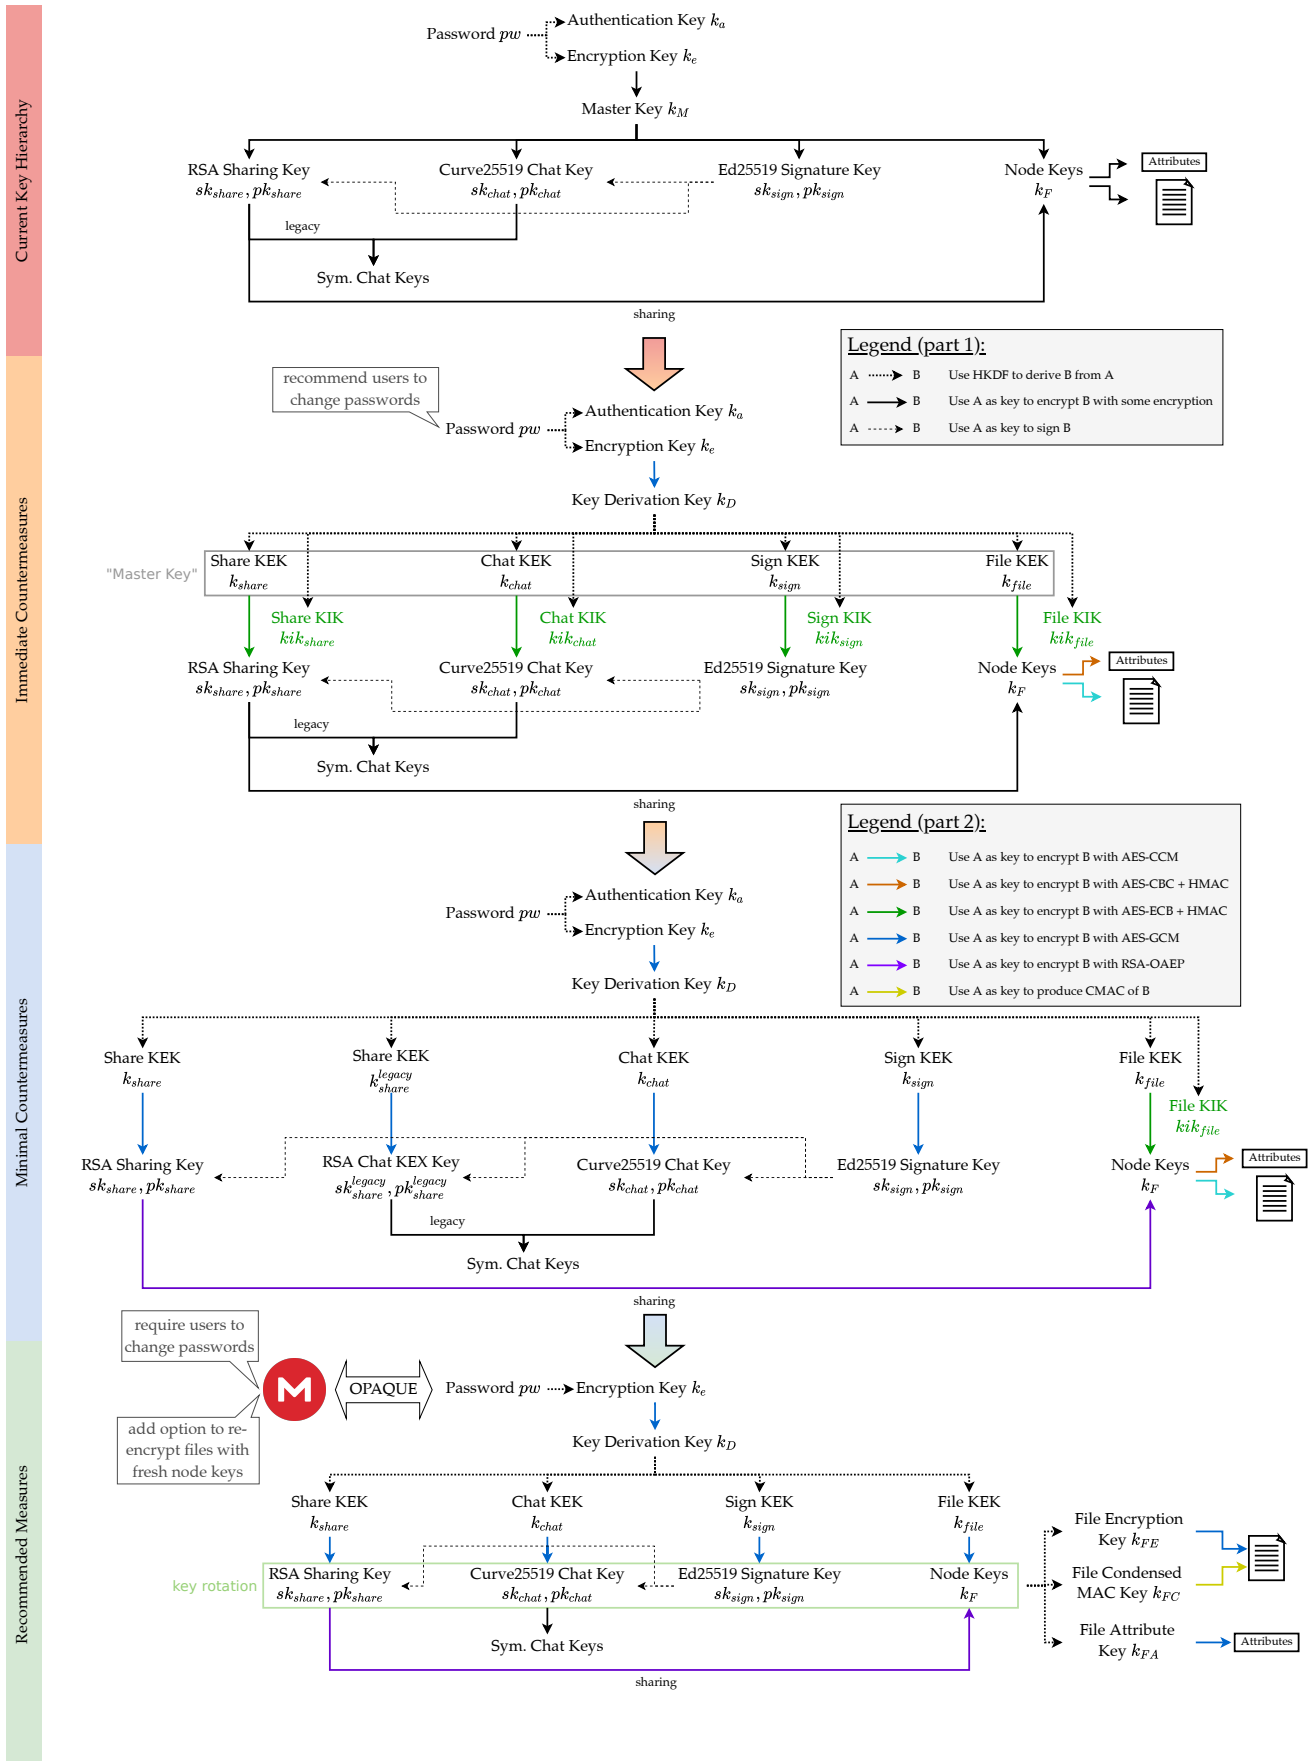 Current Key Hierarchy
Password pw
Authentication Key k_a
Encryption Key k_e
Master Key k_M
RSA Sharing Key
sk_share, pk_share
Curve25519 Chat Key
sk_chat, pk_chat
Ed25519 Signature Key
sk_sign, pk_sign
Node Keys
k_F
Attributes
legacy
Sym. Chat Keys
sharing
Legend (part 1):
A B Use HKDF to derive B from A
A B Use A as key to encrypt B with some encryption
A B Use A as key to sign B
Immediate Countermeasures
recommend users to
change passwords
Password pw
Authentication Key k_a
Encryption Key k_e
Key Derivation Key k_D
"Master Key"
Share KEK
k_share
Chat KEK
k_chat
Sign KEK
k_sign
File KEK
k_file
Share KIK
kik_share
Chat KIK
kik_chat
Sign KIK
kik_sign
File KIK
kik_file
RSA Sharing Key
sk_share, pk_share
Curve25519 Chat Key
sk_chat, pk_chat
Ed25519 Signature Key
sk_sign, pk_sign
Node Keys
k_F
Attributes
legacy
Sym. Chat Keys
sharing
Legend (part 2):
A B Use A as key to encrypt B with AES-CCM
A B Use A as key to encrypt B with AES-CBC + HMAC
A B Use A as key to encrypt B with AES-ECB + HMAC
A B Use A as key to encrypt B with AES-GCM
A B Use A as key to encrypt B with RSA-OAEP
A B Use A as key to produce CMAC of B
Minimal Countermeasures
Password pw
Authentication Key k_a
Encryption Key k_e
Key Derivation Key k_D
Share KEK
k_share
Share KEK
k_share^legacy
Chat KEK
k_chat
Sign KEK
k_sign
File KEK
k_file
File KIK
kik_file
RSA Sharing Key
sk_share, pk_share
RSA Chat KEX Key
sk_share^legacy, pk_share^legacy
Curve25519 Chat Key
sk_chat, pk_chat
Ed25519 Signature Key
sk_sign, pk_sign
Node Keys
k_F
Attributes
legacy
Sym. Chat Keys
sharing
Recommended Measures
require users to
change passwords
M
OPAQUE
add option to re-
encrypt files with
fresh node keys
Password pw
Encryption Key k_e
Key Derivation Key k_D
Share KEK
k_share
Chat KEK
k_chat
Sign KEK
k_sign
File KEK
k_file
key rotation
RSA Sharing Key
sk_share, pk_share
Curve25519 Chat Key
sk_chat, pk_chat
Ed25519 Signature Key
sk_sign, pk_sign
Node Keys
k_F
File Encryption
Key k_FE
File Condensed
MAC Key k_FC
File Attribute
Key k_FA
Attributes
Sym. Chat Keys
sharing